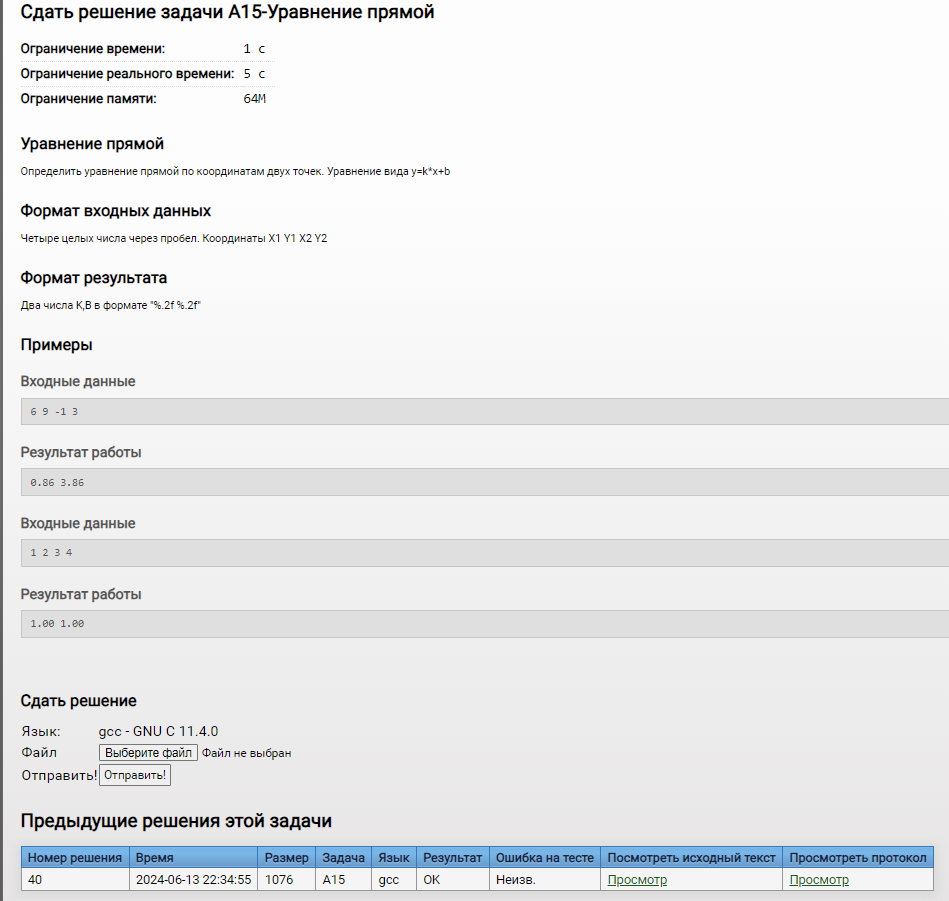 Сдать решение задачи A15-Уравнение прямой
Ограничение времени: 1 с
Ограничение реального времени: 5 с
Ограничение памяти: 64M
Уравнение прямой
Определить уравнение прямой по координатам двух точек. Уравнение вида y=k*x+b
Формат входных данных
Четыре целых числа через пробел. Координаты X1 Y1 X2 Y2
Формат результата
Два числа K,B в формате "%.2f %.2f"
Примеры
Входные данные
6 9 -1 3
Результат работы
0.86 3.86
Входные данные
1 2 3 4
Результат работы
1.00 1.00
Сдать решение
Язык: gcc - GNU C 11.4.0
Файл Выберите файл Файл не выбран
Отправить! Отправить!
Предыдущие решения этой задачи
Номер решения Время Размер Задача Язык Результат Ошибка на тесте Посмотреть исходный текст Просмотреть протокол
40 2024-06-13 22:34:55 1076 A15 gcc OK Неизв. Просмотр Просмотр